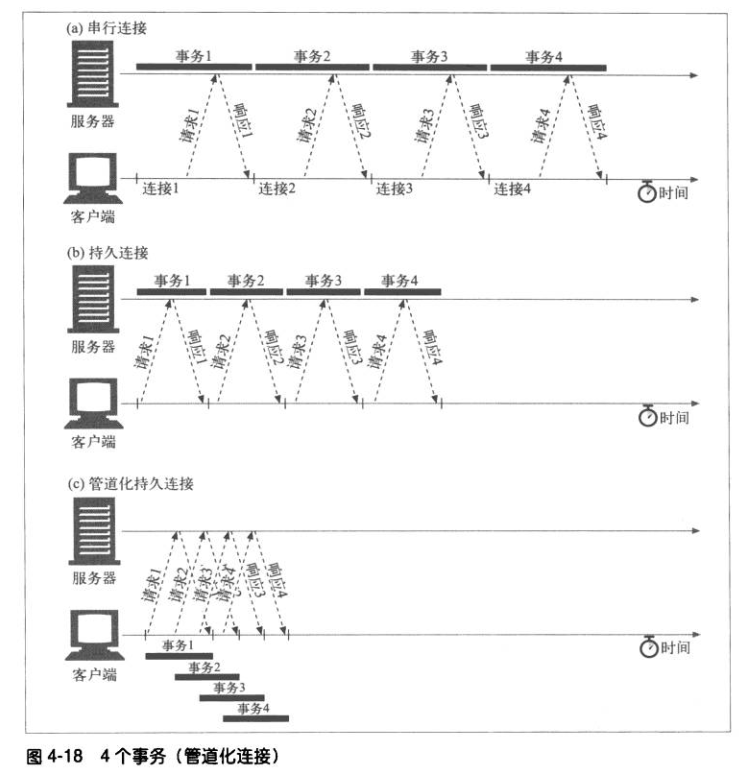 (a) 串行连接
事务1 事务2 事务3 事务4
请求1 响应1 请求2 响应2 请求3 响应3 请求4 响应4
服务器
连接1 连接2 连接3 连接4 时间
客户端
(b) 持久连接
事务1 事务2 事务3 事务4
请求1 响应1 请求2 响应2 请求3 响应3 请求4 响应4
服务器
时间
客户端
(c) 管道化持久连接
服务器
请求1 请求2 请求3 请求4 2 响应3 响应4
时间
事务1
客户端
事务2
事务3
事务4
图 4-18 4 个事务（管道化连接）